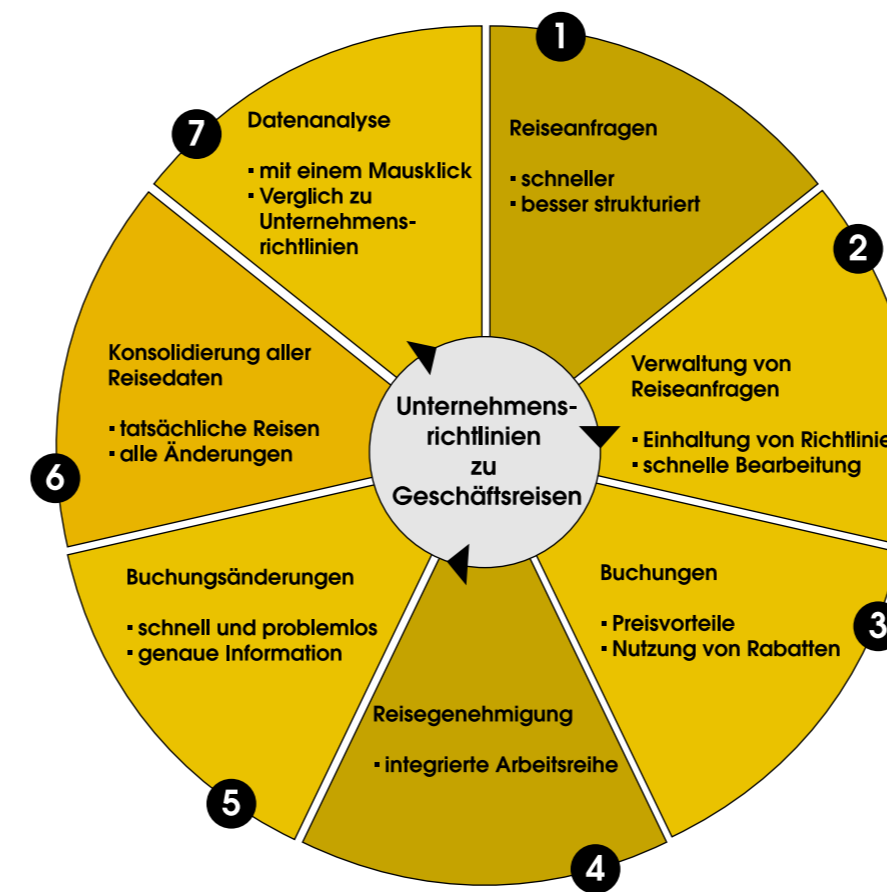 1
Reiseanfragen
▪ schneller
▪ besser strukturiert
2
Verwaltung von
Reiseanfragen
▪ Einhaltung von Richtlinie
▪ schnelle Bearbeitung
3
Buchungen
▪ Preisvorteile
▪ Nutzung von Rabatten
4
Reisegenehmigung
▪ integrierte Arbeitsreihe
5
Buchungsänderungen
▪ schnell und problemlos
▪ genaue Information
6
Konsolidierung aller
Reisedaten
▪ tatsächliche Reisen
▪ alle Änderungen
7
Datenanalyse
▪ mit einem Mausklick
▪ Verglich zu
Unternehmens-
richtlinien
Unternehmens-
richtlinien
zu
Geschäftsreisen